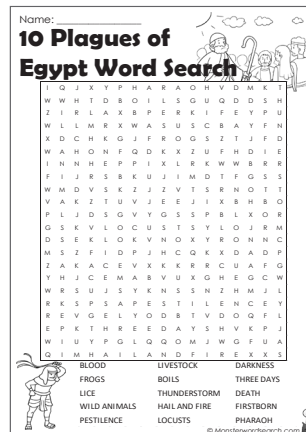 Name:
10 Plagues of
Egypt Word Search
I Q J X Y P H A R A O H V D M K T
W W H T D B O I L S G U Q D D S H
Z I R L A X B P E R K I F E Y P U
W L L M R X W A S U S C B A Y F N
X D C H K G J F R O G S Z T J F D
W A H O N F Q D K X Z U F H D I E
I N N H E P P I X L R K W W B R R
F I J R S B K U J I M D T F G S S
W M D V S K Z J Z V T S R N O T T
V A K Z T U V J E E J I X B H B O
P L J D S G V Y G S S P B L X O R
G S K V L O C U S T S Y L O J R M
D S E K L O K V N O X Y R O N N C
M S Z F I D P J H C Q K X D A D P
Z A K A C E V X K K R R C U A F G
Y H J C E M A B V U X G H E G C W
W R S U J S Y K N S S N Z H M J L
R K S P S A P E S T I L E N C E Y
R E V G E L Y O D B T V D O Q F L
E P K T H R E E D A Y S H V K P J
W I U Y P G L Q Q O M J W G F U A
Q I M H A I L A N D F I R E X X S
BLOOD LIVESTOCK DARKNESS
FROGS BOILS THREE DAYS
LICE THUNDERSTORM DEATH
WILD ANIMALS HAIL AND FIRE FIRSTBORN
PESTILENCE LOCUSTS PHARAOH
© Monsterwordsearch.com